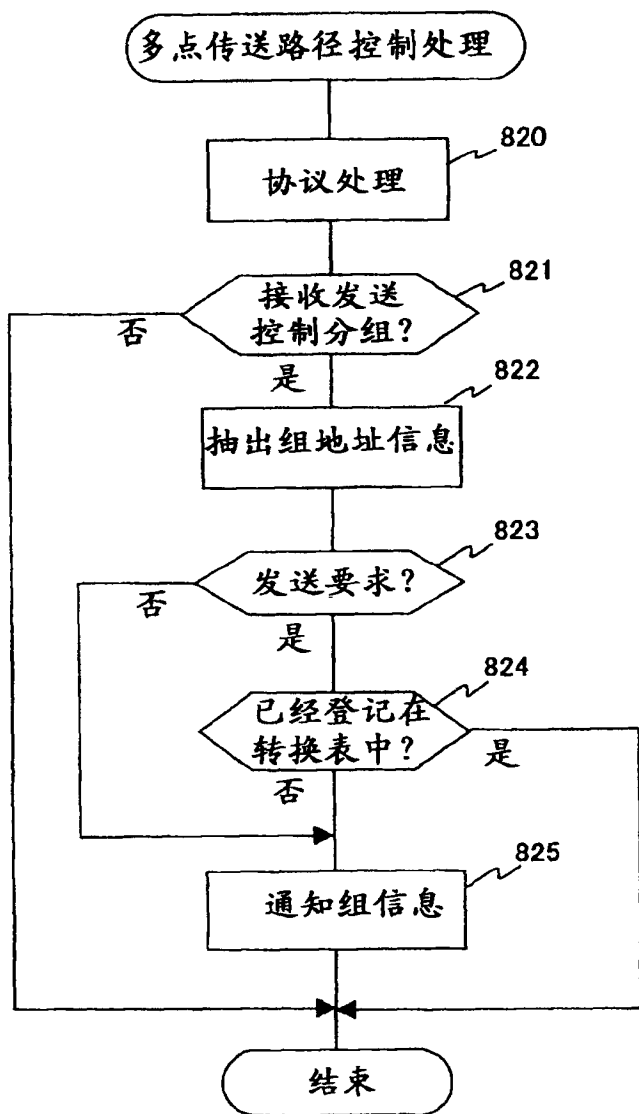 多点传送路径控制处理
820
协议处理
821
接收发送
控制分组?
否
是
822
抽出组地址信息
823
发送要求?
否
是
824
已经登记在
转换表中?
是
否
825
通知组信息
结束